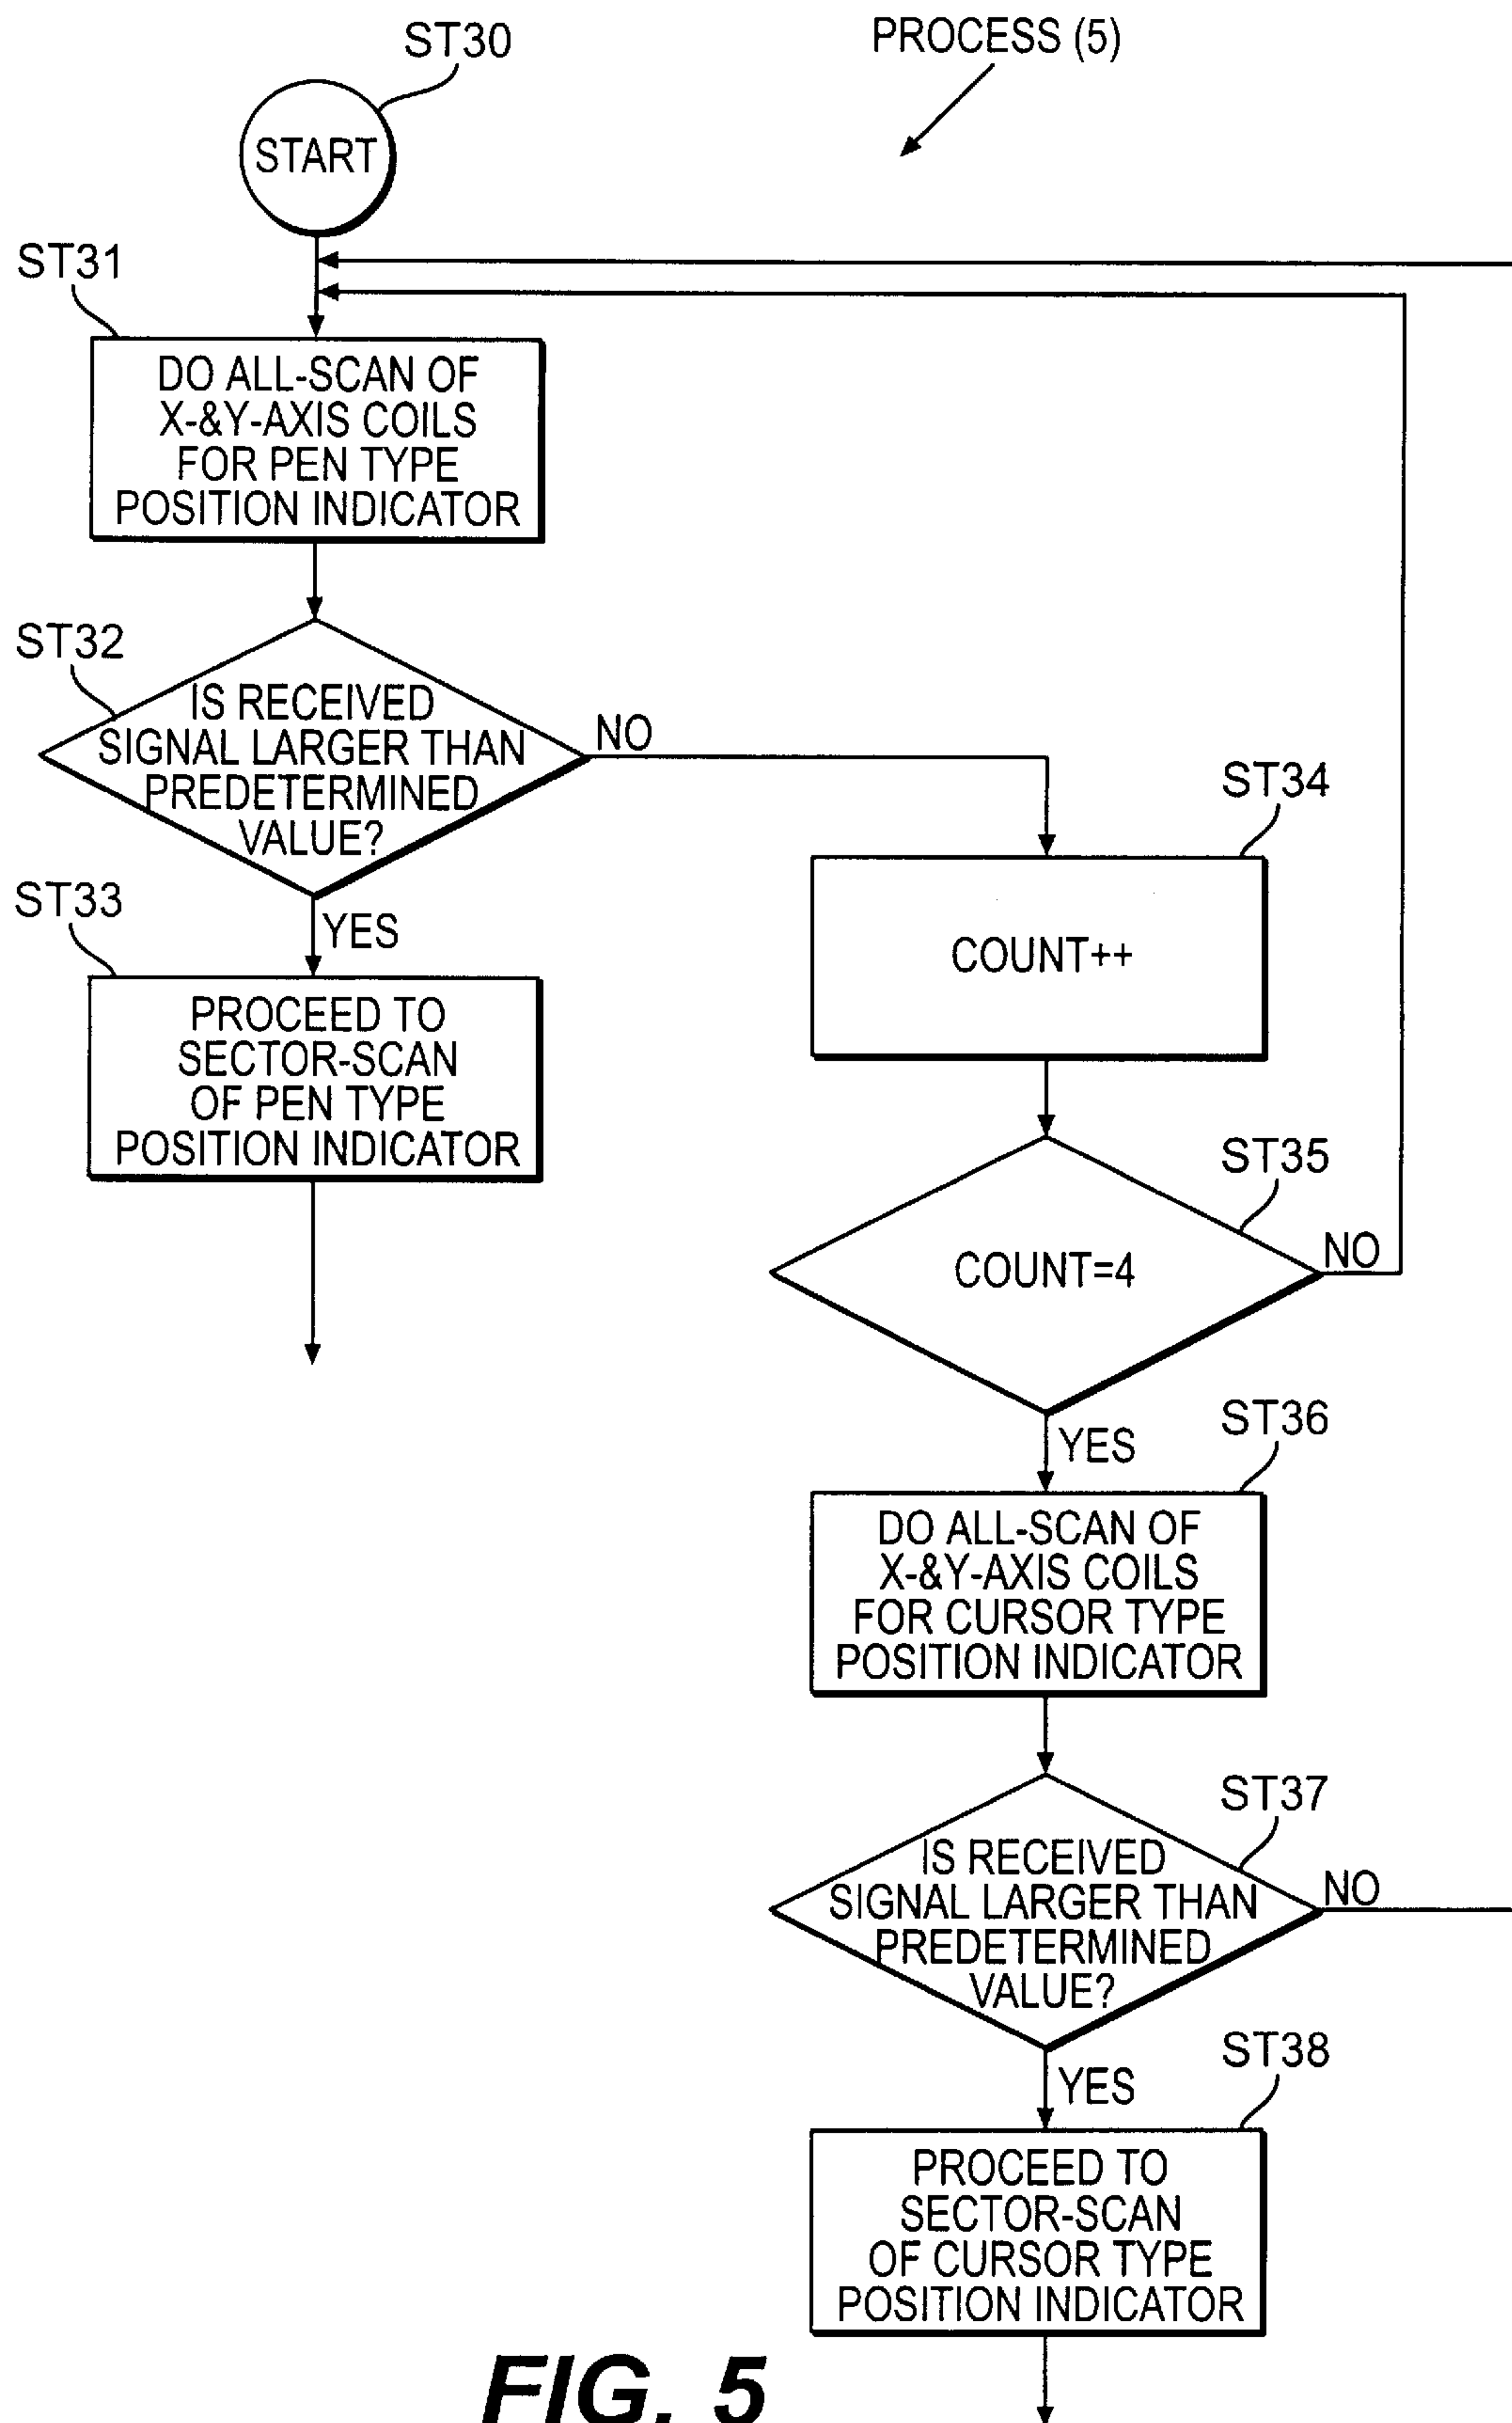 ST30
PROCESS (5)
START
ST31
DO ALL-SCAN OF
X-&Y-AXIS COILS
FOR PEN TYPE
POSITION INDICATOR
ST32
IS RECEIVED
SIGNAL LARGER THAN
PREDETERMINED
VALUE?
NO
YES
ST33
PROCEED TO
SECTOR-SCAN
OF PEN TYPE
POSITION INDICATOR
ST34
COUNT++
ST35
COUNT=4
NO
YES
ST36
DO ALL-SCAN OF
X-&Y-AXIS COILS
FOR CURSOR TYPE
POSITION INDICATOR
ST37
IS RECEIVED
SIGNAL LARGER THAN
PREDETERMINED
VALUE?
NO
YES
ST38
PROCEED TO
SECTOR-SCAN
OF CURSOR TYPE
POSITION INDICATOR
FIG. 5